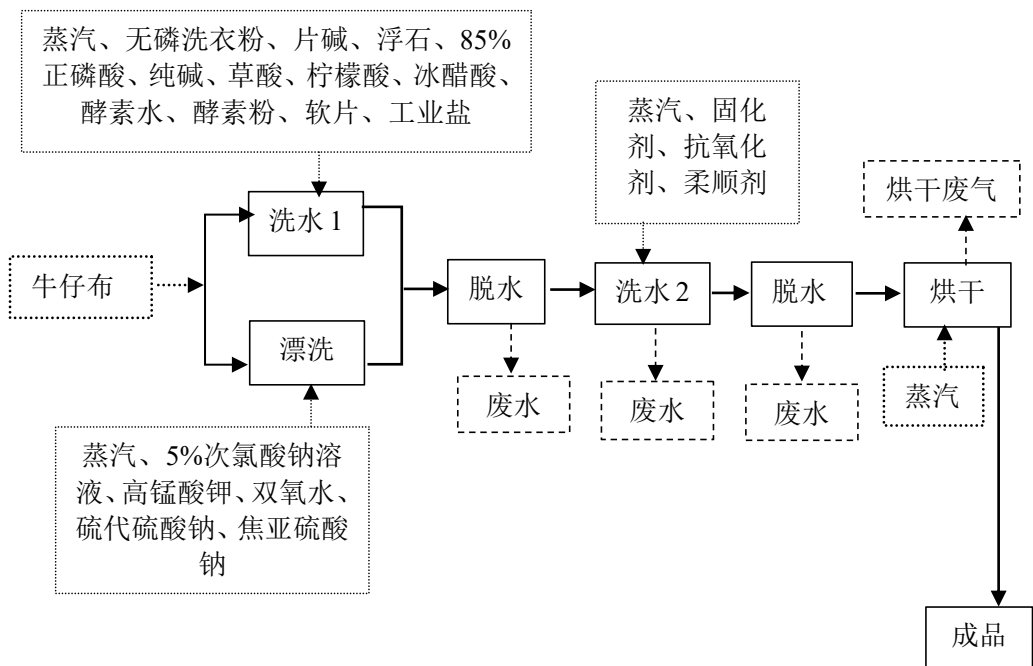 蒸汽、无磷洗衣粉、片碱、浮石、85%
正磷酸、纯碱、草酸、柠檬酸、冰醋酸、
酵素水、酵素粉、软片、工业盐
蒸汽、固化
剂、抗氧化
剂、柔顺剂
烘干废气
洗水 1
牛仔布
脱水
洗水 2
脱水
烘干
漂洗
废水
废水
废水
蒸汽
蒸汽、5%次氯酸钠溶
液、高锰酸钾、双氧水、
硫代硫酸钠、焦亚硫酸
钠
成品